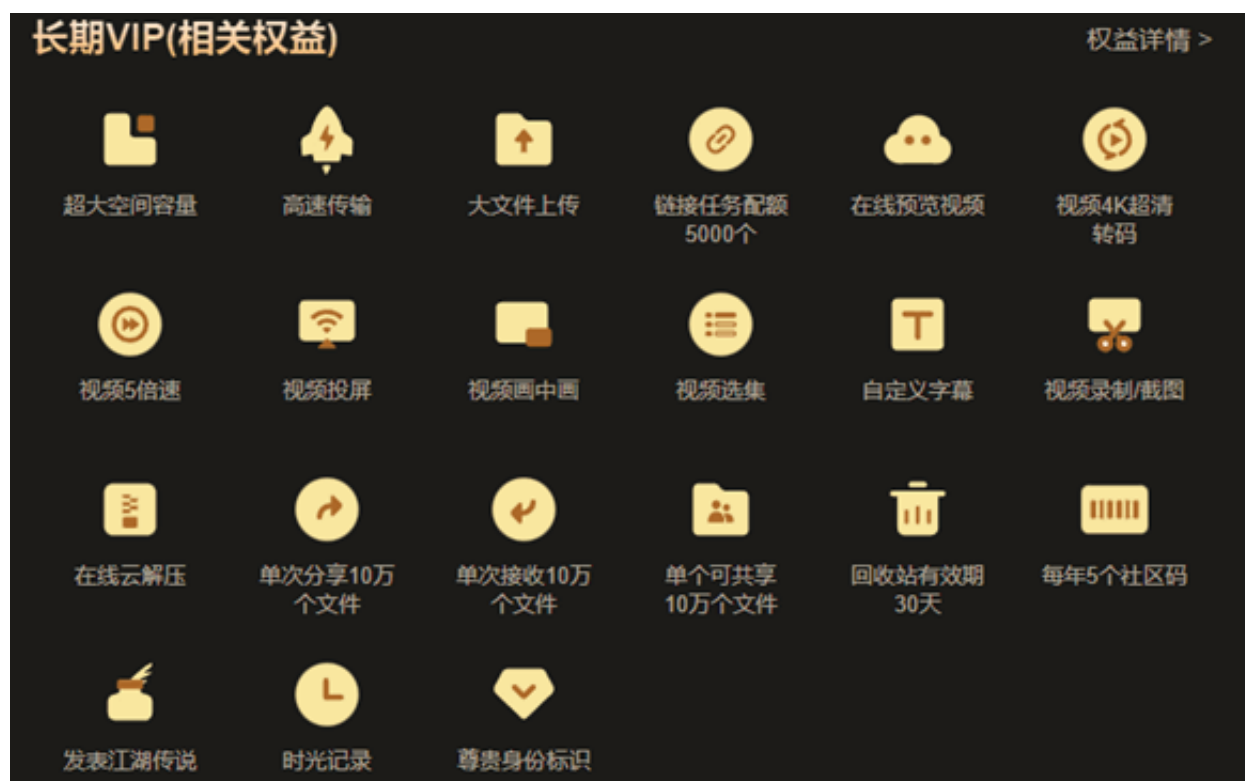 长期VIP(相关权益)
权益详情 >
超大空间容量
高速传输
大文件上传
链接任务配额
5000个
在线预览视频
视频4K超清
转码
视频5倍速
视频投屏
视频画中画
视频选集
T
自定义字幕
视频录制/截图
在线云解压
单次分享10万
个文件
单次接收10万
个文件
单个可共享
10万个文件
回收站有效期
30天
每年5个社区码
发表江湖传说
时光记录
尊贵身份标识